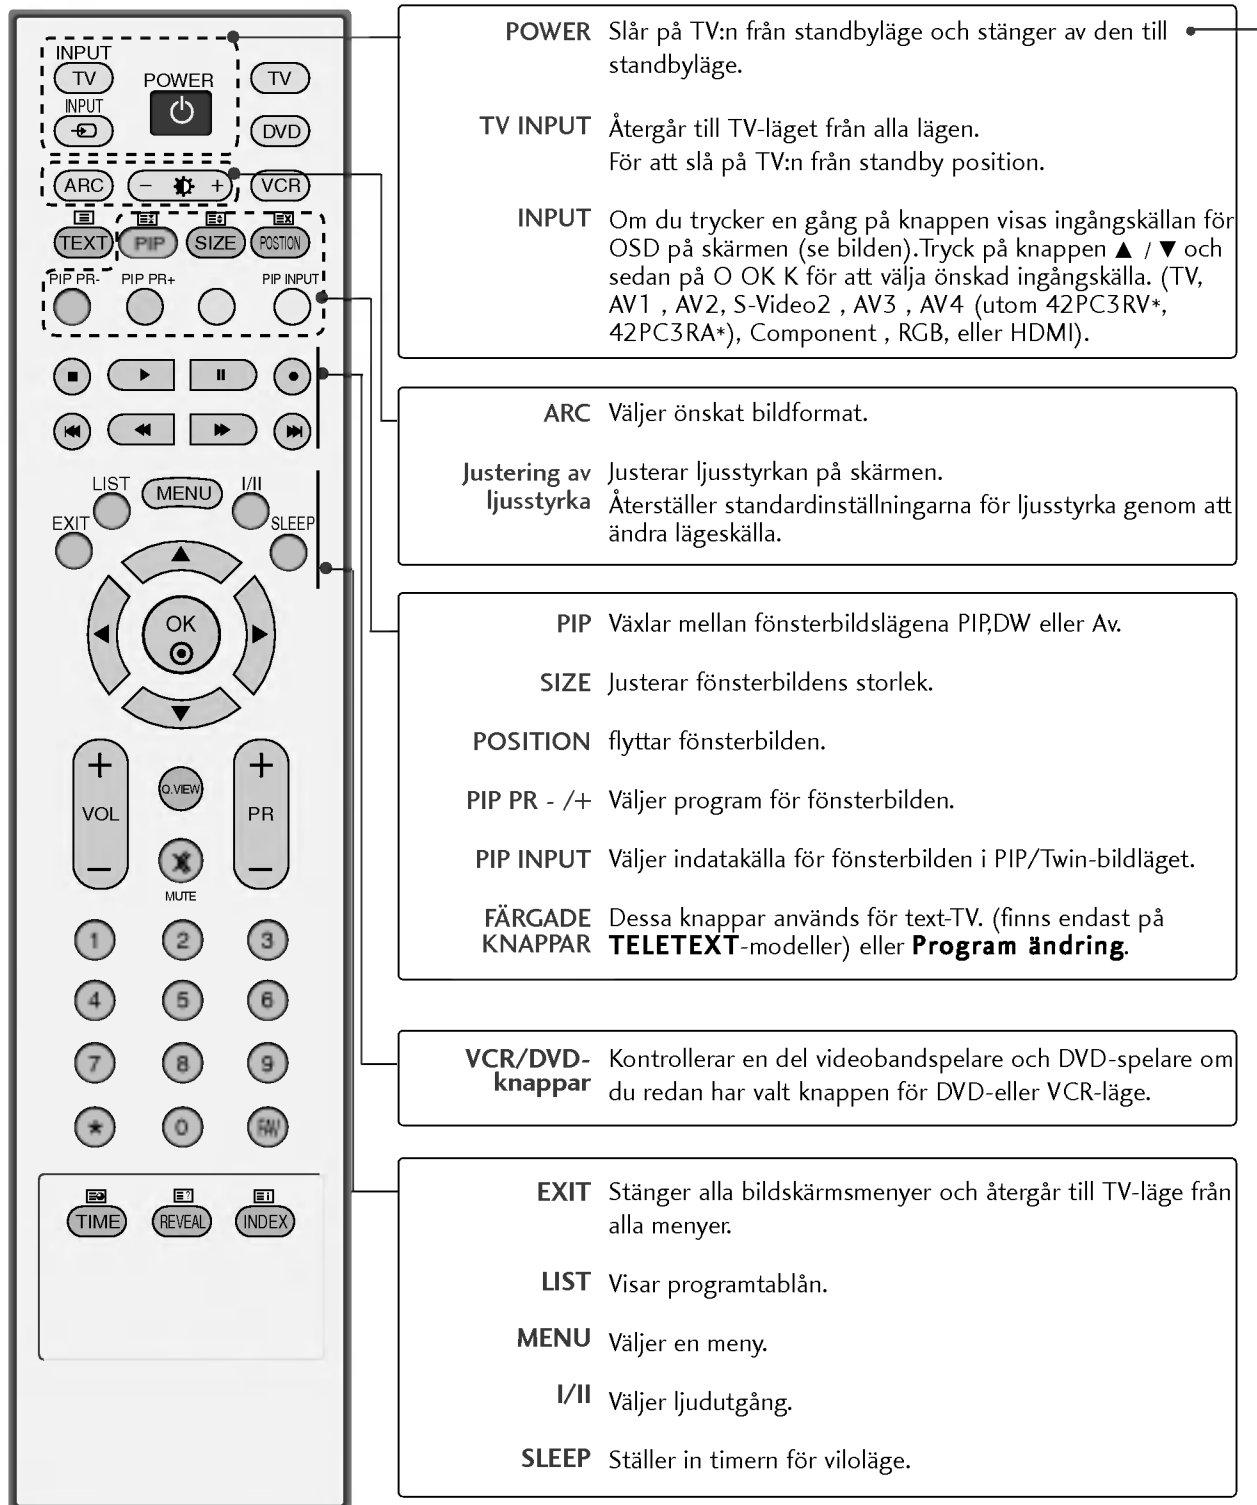 INPUT
TV
POWER
TV
INPUT
DVD
ARC
- +
VCR
TEXT
PIP
SIZE
POSTION
PIP PR-
PIP PR+
PIP INPUT
LIST
MENU
I/II
EXIT
SLEEP
OK
+
VOL
-
Q.VIEW
+
PR
-
MUTE
1
2
3
4
5
6
7
8
9
*
0
FAV
TIME
REVEAL
INDEX
POWER Slår på TV:n från standbyläge och stänger av den till
standbyläge.
TV INPUT Återgår till TV-läget från alla lägen.
För att slå på TV:n från standby position.
INPUT Om du trycker en gång på knappen visas ingångskällan för
OSD på skärmen (se bilden).Tryck på knappen ▲ / ▼ och
sedan på O OK K för att välja önskad ingångskälla. (TV,
AV1 , AV2, S-Video2 , AV3 , AV4 (utom 42PC3RV*,
42PC3RA*), Component , RGB, eller HDMI).
ARC Väljer önskat bildformat.
Justering av Justerar ljusstyrkan på skärmen.
ljusstyrka Återställer standardinställningarna för ljusstyrka genom att
ändra lägeskälla.
PIP Växlar mellan fönsterbildslägena PIP,DW eller Av.
SIZE Justerar fönsterbildens storlek.
POSITION flyttar fönsterbilden.
PIP PR - /+ Väljer program för fönsterbilden.
PIP INPUT Väljer indatakälla för fönsterbilden i PIP/Twin-bildläget.
FÄRGADE Dessa knappar används för text-TV. (finns endast på
KNAPPAR TELETEXT-modeller) eller Program ändring.
VCR/DVD- Kontrollerar en del videobandspelare och DVD-spelare om
knappar du redan har valt knappen för DVD-eller VCR-läge.
EXIT Stänger alla bildskärmsmenyer och återgår till TV-läge från
alla menyer.
LIST Visar programtablån.
MENU Väljer en meny.
I/II Väljer ljudutgång.
SLEEP Ställer in timern för viloläge.